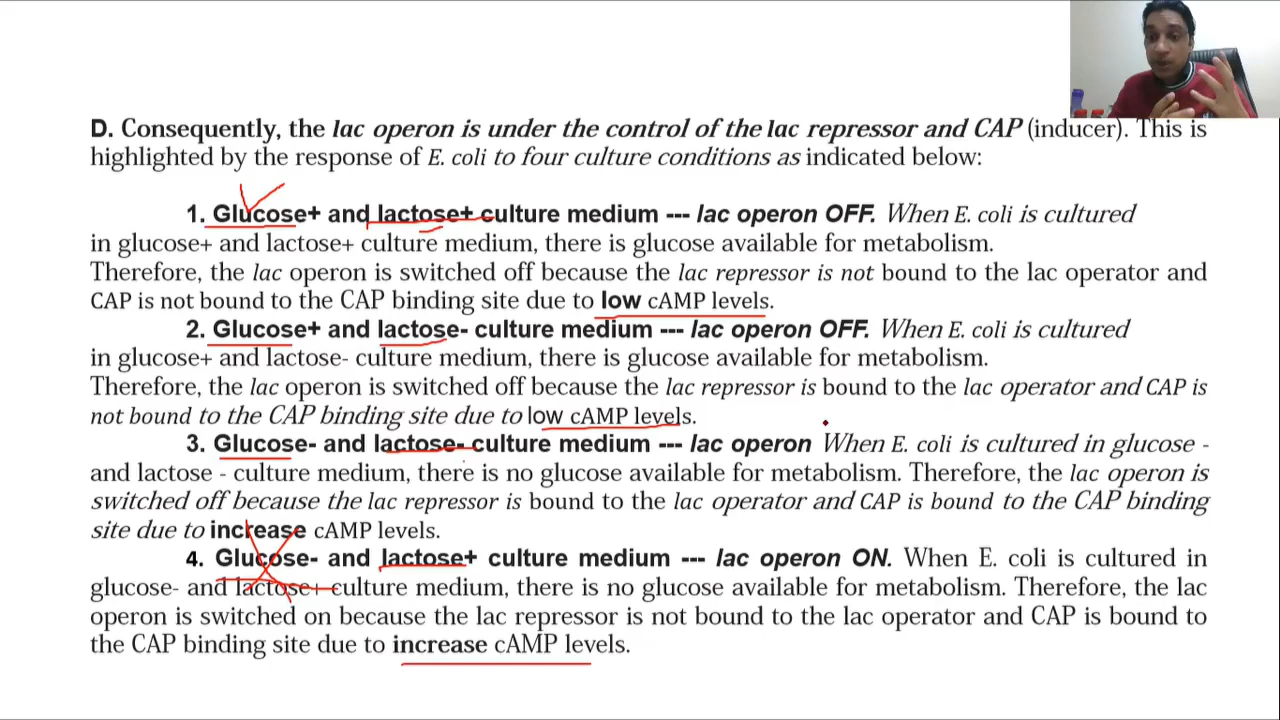 D. Consequently, the lac operon is under the control of the lac repressor and CAP (inducer). This is
highlighted by the response of E. coli to four culture conditions as indicated below:
1. Glucose+ and lactose+ culture medium --- lac operon OFF. When E. coli is cultured
in glucose+ and lactose+ culture medium, there is glucose available for metabolism.
Therefore, the lac operon is switched off because the lac repressor is not bound to the lac operator and
CAP is not bound to the CAP binding site due to low cAMP levels.
2. Glucose+ and lactose- culture medium --- lac operon OFF. When E. coli is cultured
in glucose+ and lactose- culture medium, there is glucose available for metabolism.
Therefore, the lac operon is switched off because the lac repressor is bound to the lac operator and CAP is
not bound to the CAP binding site due to low cAMP levels.
3. Glucose- and lactose- culture medium --- lac operon When E. coli is cultured in glucose -
and lactose - culture medium, there is no glucose available for metabolism. Therefore, the lac operon is
switched off because the lac repressor is bound to the lac operator and CAP is bound to the CAP binding
site due to increase cAMP levels.
4. Glucose- and lactose+ culture medium --- lac operon ON. When E. coli is cultured in
glucose- and lactose+ culture medium, there is no glucose available for metabolism. Therefore, the lac
operon is switched on because the lac repressor is not bound to the lac operator and CAP is bound to
the CAP binding site due to increase cAMP levels.